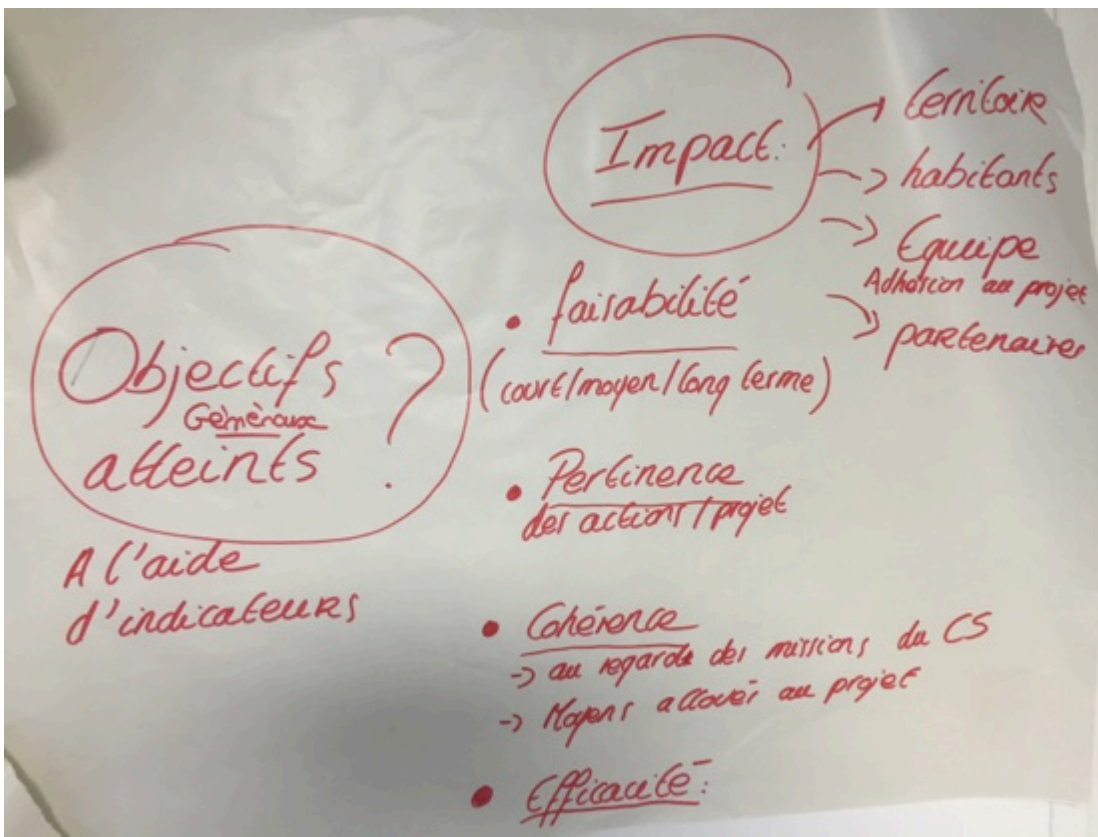 Objectifs
Généraux
atteints ?
A l'aide
d'indicateurs
Impact:
→ territoire
-> habitants
-> Equipe
Adhésion au projet
-> partenaires
• faisabilité
(court/moyen/long terme)
• Pertinence
des actions/projet
• Cohérence
-> au regard des missions du CS
-> Moyens alloués au projet
• Efficacité: